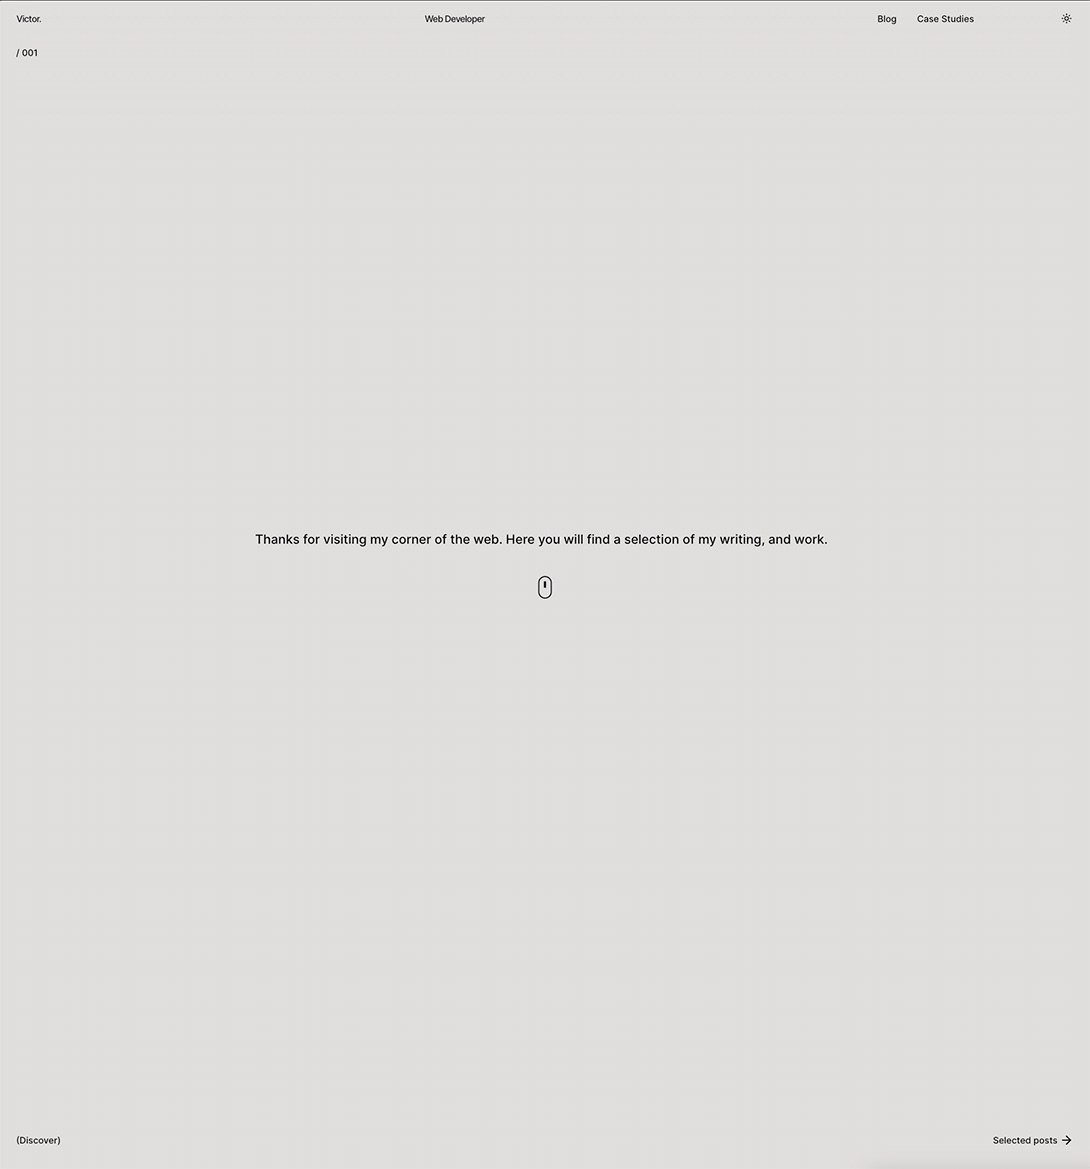 Victor.
Web Developer
Blog
Case Studies
/ 001
Thanks for visiting my corner of the web. Here you will find a selection of my writing, and work.
(Discover)
Selected posts →